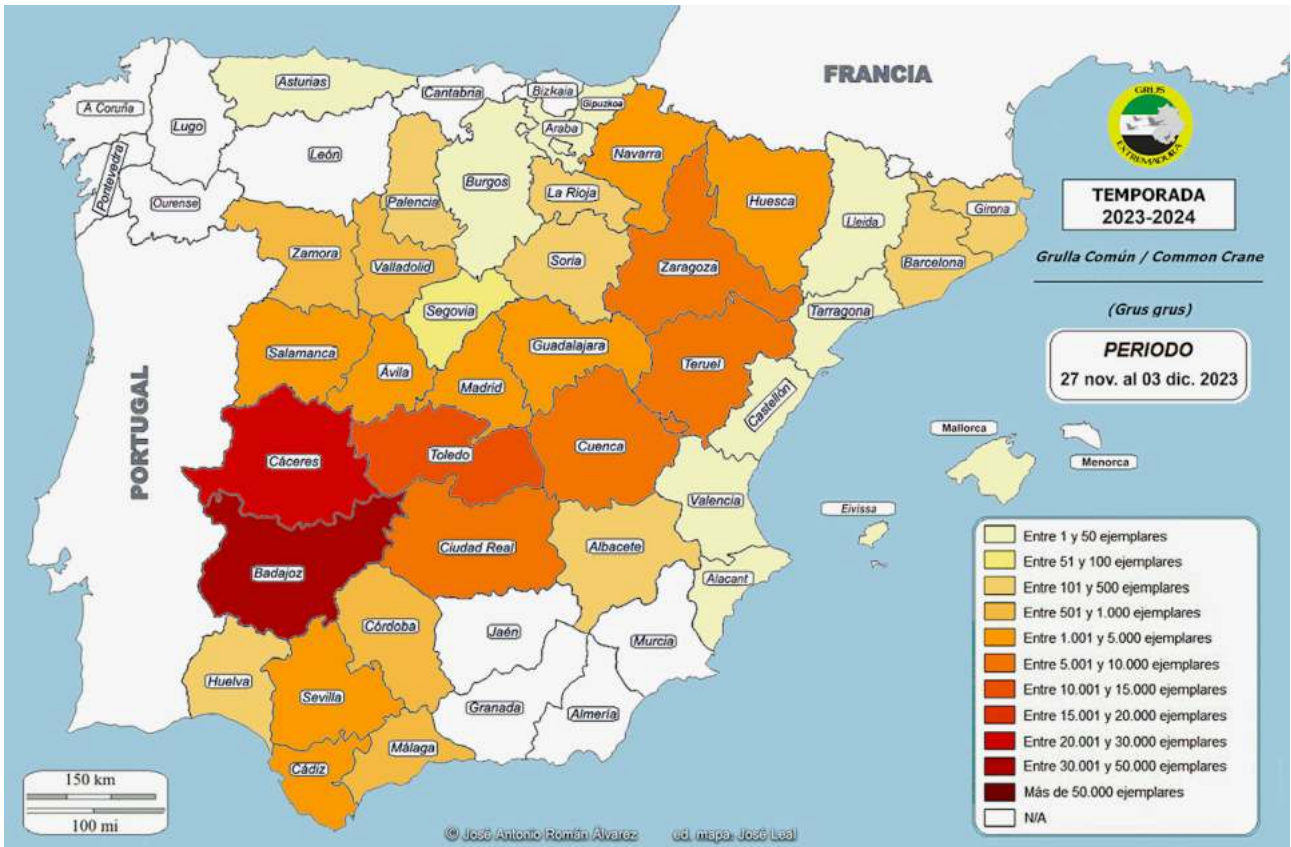 FRANCIA
GRUS
EXTREMADURA
TEMPORADA
2023-2024
Grulla Común / Common Crane
(Grus grus)
PERIODO
27 nov. al 03 dic. 2023
A Coruña
Lugo
Pontevedra
Ourense
Asturias
León
Cantabria
Bizkaia
Gipuzkoa
Araba
Navarra
Burgos
Palencia
La Rioja
Huesca
Lleida
Girona
Barcelona
Zamora
Valladolid
Soria
Zaragoza
Tarragona
Segovia
Salamanca
Ávila
Madrid
Guadalajara
Teruel
Castellón
PORTUGAL
Cáceres
Toledo
Cuenca
Valencia
Mallorca
Menorca
Eivissa
Badajoz
Ciudad Real
Albacete
Alacant
Córdoba
Jaén
Murcia
Huelva
Sevilla
Granada
Almería
Málaga
Cádiz
Entre 1 y 50 ejemplares
Entre 51 y 100 ejemplares
Entre 101 y 500 ejemplares
Entre 501 y 1.000 ejemplares
Entre 1.001 y 5.000 ejemplares
Entre 5.001 y 10.000 ejemplares
Entre 10.001 y 15.000 ejemplares
Entre 15.001 y 20.000 ejemplares
Entre 20.001 y 30.000 ejemplares
Entre 30.001 y 50.000 ejemplares
Más de 50.000 ejemplares
N/A
150 km
100 mi
© José Antonio Román Álvarez ed. mapa: José Leal